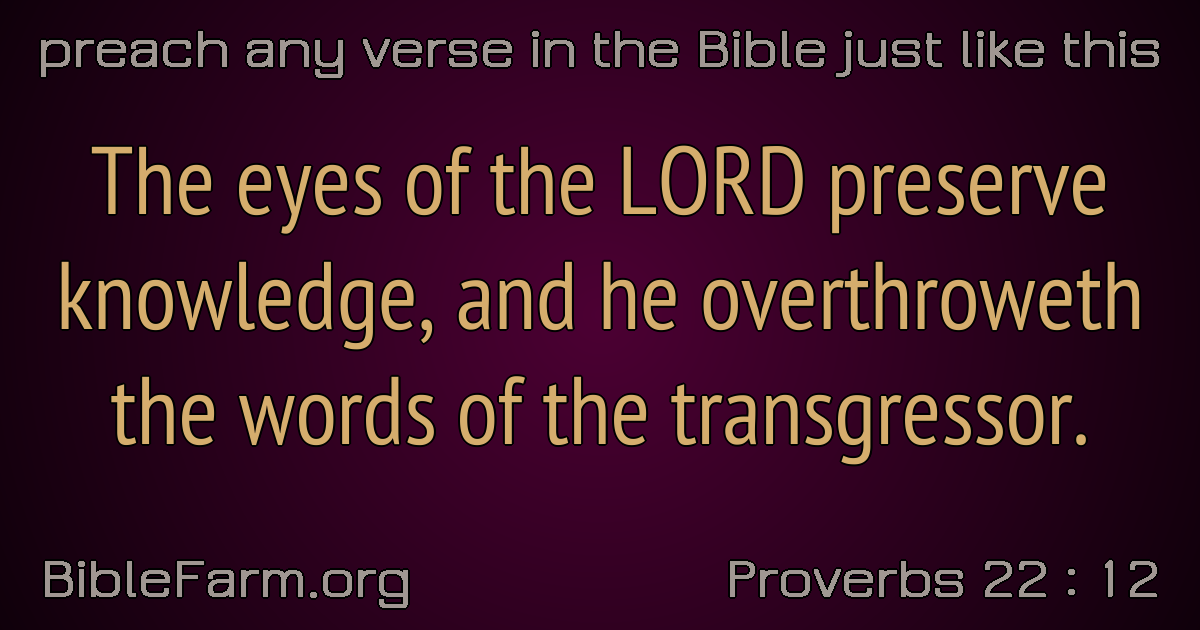 preach any verse in the Bible just like this
The eyes of the LORD preserve
knowledge, and he overthroweth
the words of the transgressor.
BibleFarm.org
Proverbs 22 : 12